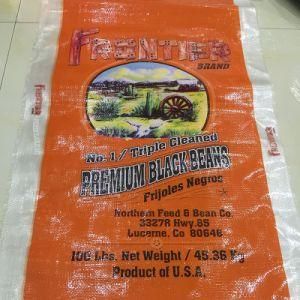 FRONTIER
BRAND
No. 1 / Triple Cleaned
PREMIUM BLACK BEANS
Frijoles Negros
Northern Feed & Bean Co.
33278 Hwy.85
Lucerne, Co 80646
100 Lbs. Net Weight / 45.36 Kg
Product of U.S.A.